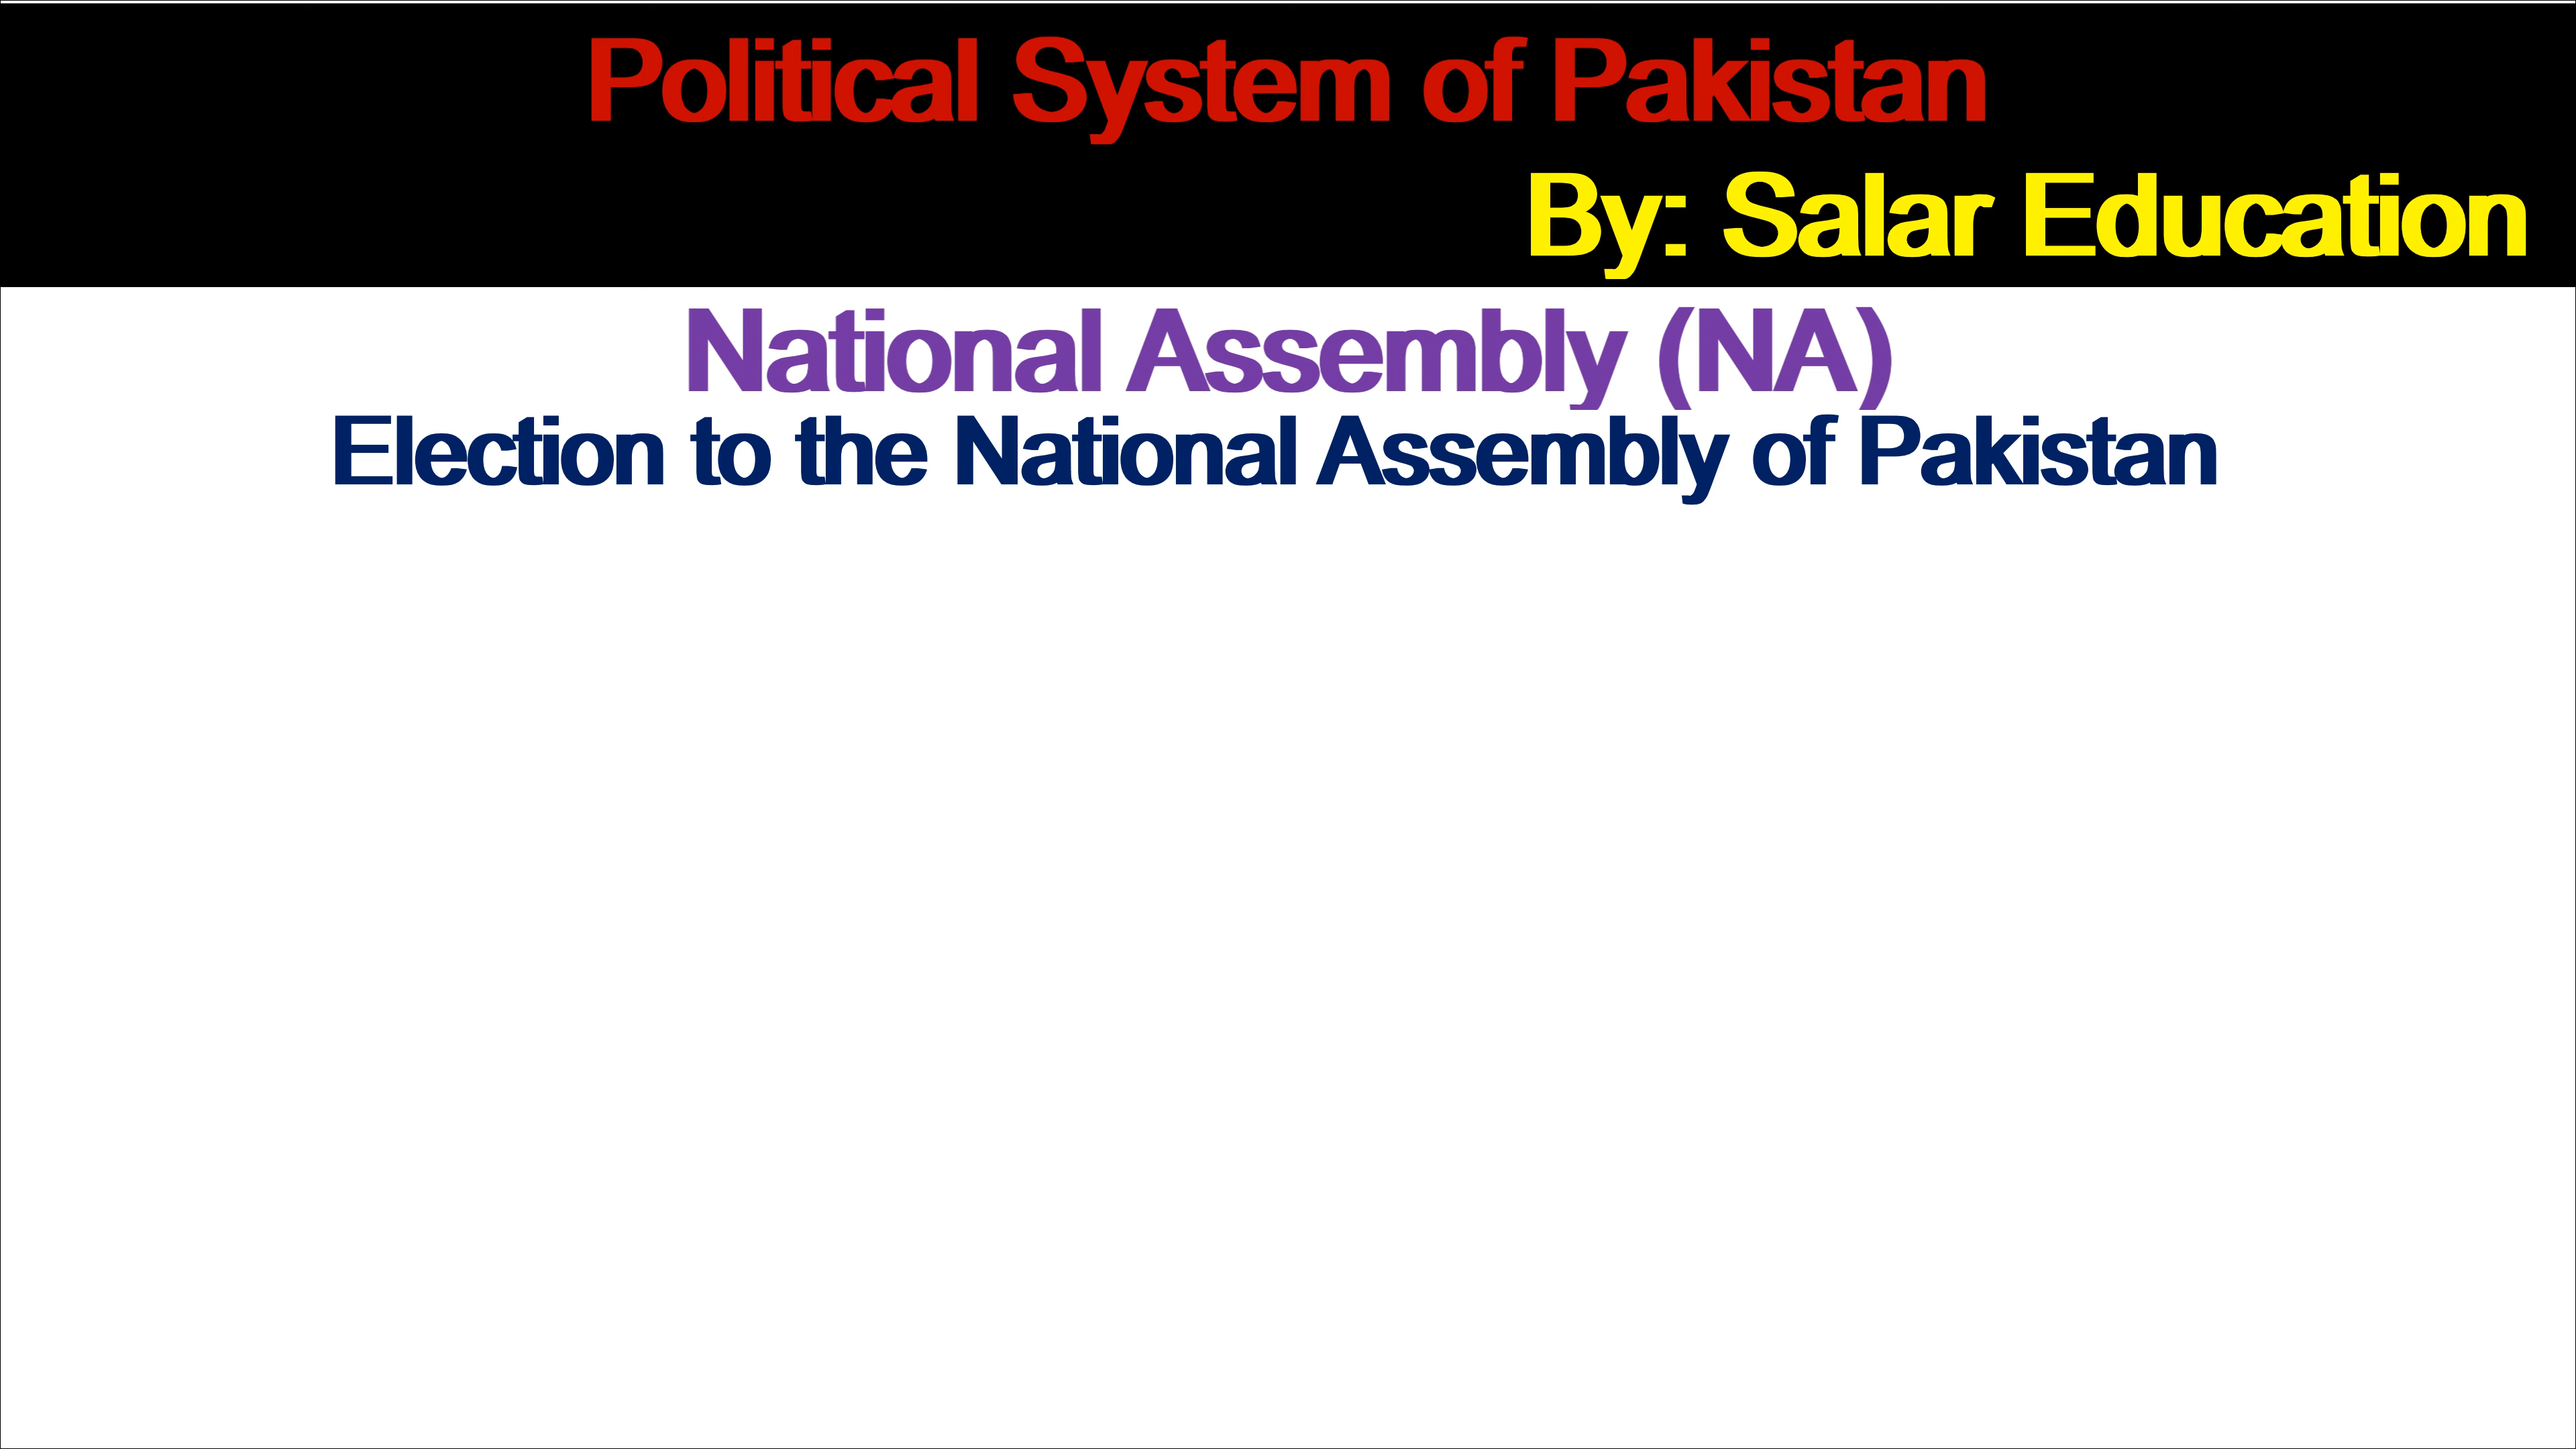 Political System of Pakistan
By: Salar Education
National Assembly (NA)
Election to the National Assembly of Pakistan